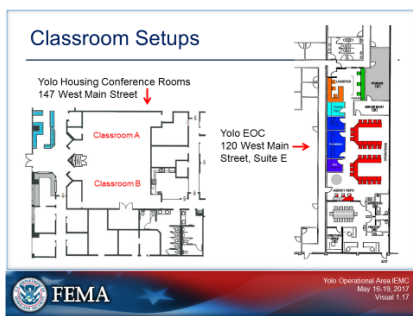 Classroom Setups
Yolo Housing Conference Rooms
147 West Main Street
Classroom A
Classroom B
Yolo EOC
120 West Main
Street, Suite E
FEMA
Yolo Operational Area IEMC
May 16-19, 2017
Visual 1.17